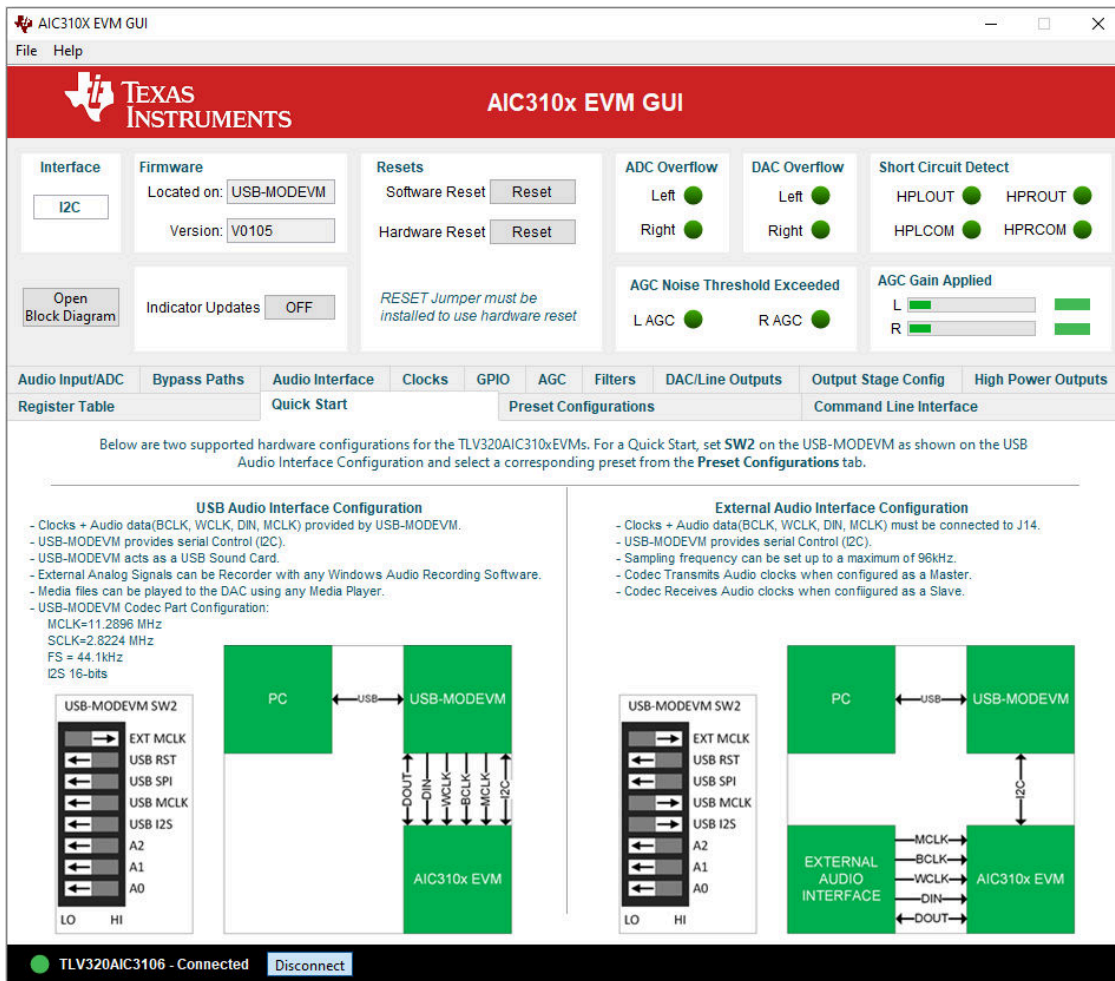 AIC310X EVM GUI
File Help
TEXAS
INSTRUMENTS
AIC310x EVM GUI
Interface
I2C
Firmware
Located on: USB-MODEVM
Version: V0105
Resets
Software Reset Reset
Hardware Reset Reset
ADC Overflow
Left
Right
DAC Overflow
Left
Right
Short Circuit Detect
HPLOUT HPROUT
HPLCOM HPRCOM
Open
Block Diagram
Indicator Updates OFF
RESET Jumper must be
installed to use hardware reset
AGC Noise Threshold Exceeded
L AGC R AGC
AGC Gain Applied
L
R
Audio Input/ADC Bypass Paths Audio Interface Clocks GPIO AGC Filters DAC/Line Outputs Output Stage Config High Power Outputs
Register Table Quick Start Preset Configurations Command Line Interface
Below are two supported hardware configurations for the TLV320AIC310xEVMs. For a Quick Start, set SW2 on the USB-MODEVM as shown on the USB
Audio Interface Configuration and select a corresponding preset from the Preset Configurations tab.
USB Audio Interface Configuration
- Clocks + Audio data(BCLK, WCLK, DIN, MCLK) provided by USB-MODEVM.
- USB-MODEVM provides serial Control (I2C).
- USB-MODEVM acts as a USB Sound Card.
- External Analog Signals can be Recorder with any Windows Audio Recording Software.
- Media files can be played to the DAC using any Media Player.
- USB-MODEVM Codec Part Configuration:
MCLK=11.2896 MHz
SCLK=2.8224 MHz
FS = 44.1kHz
I2S 16-bits
USB-MODEVM SW2
EXT MCLK
USB RST
USB SPI
USB MCLK
USB I2S
A2
A1
A0
LO HI
PC
USB
USB-MODEVM
DOUT
DIN
WCLK
BCLK
MCLK
I2C
AIC310x EVM
External Audio Interface Configuration
- Clocks + Audio data(BCLK, WCLK, DIN, MCLK) must be connected to J14.
- USB-MODEVM provides serial Control (I2C).
- Sampling frequency can be set up to a maximum of 96kHz.
- Codec Transmits Audio clocks when configured as a Master.
- Codec Receives Audio clocks when confiigured as a Slave.
USB-MODEVM SW2
EXT MCLK
USB RST
USB SPI
USB MCLK
USB I2S
A2
A1
A0
LO HI
PC
USB
USB-MODEVM
I2C
EXTERNAL
AUDIO
INTERFACE
MCLK
BCLK
WCLK
DIN
DOUT
AIC310x EVM
TLV320AIC3106 - Connected Disconnect